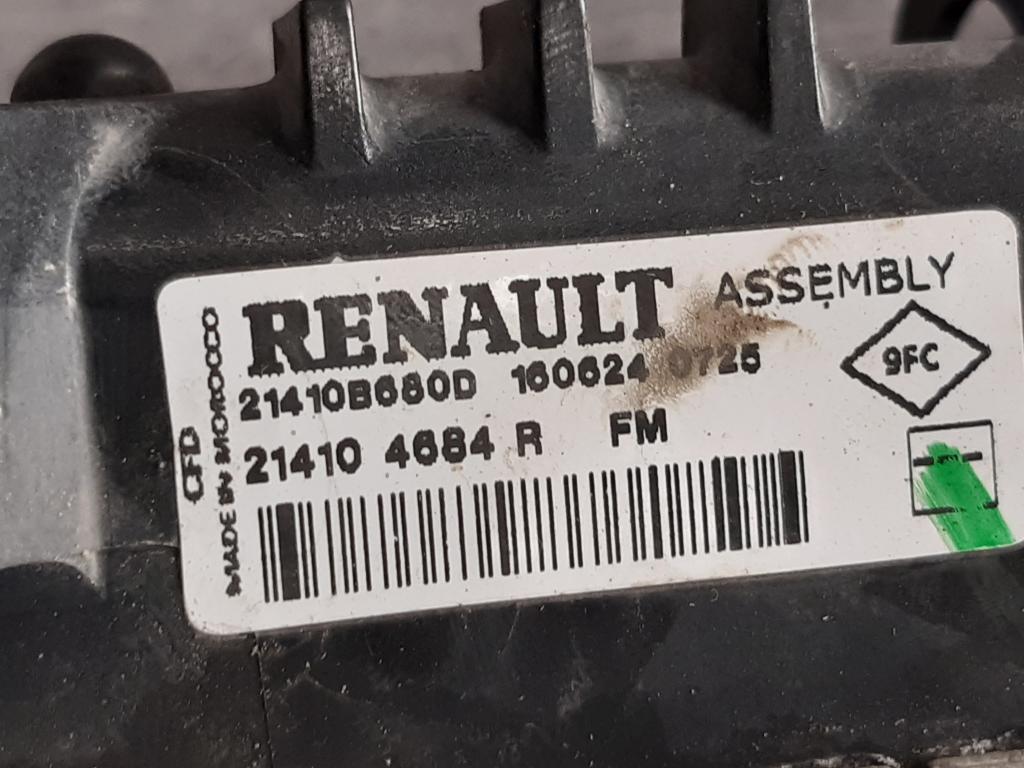 RENAULT ASSEMBLY
21410B680D 160624 0725
21410 4684 R FM
9FC
CFD
MADE IN MOROCCO